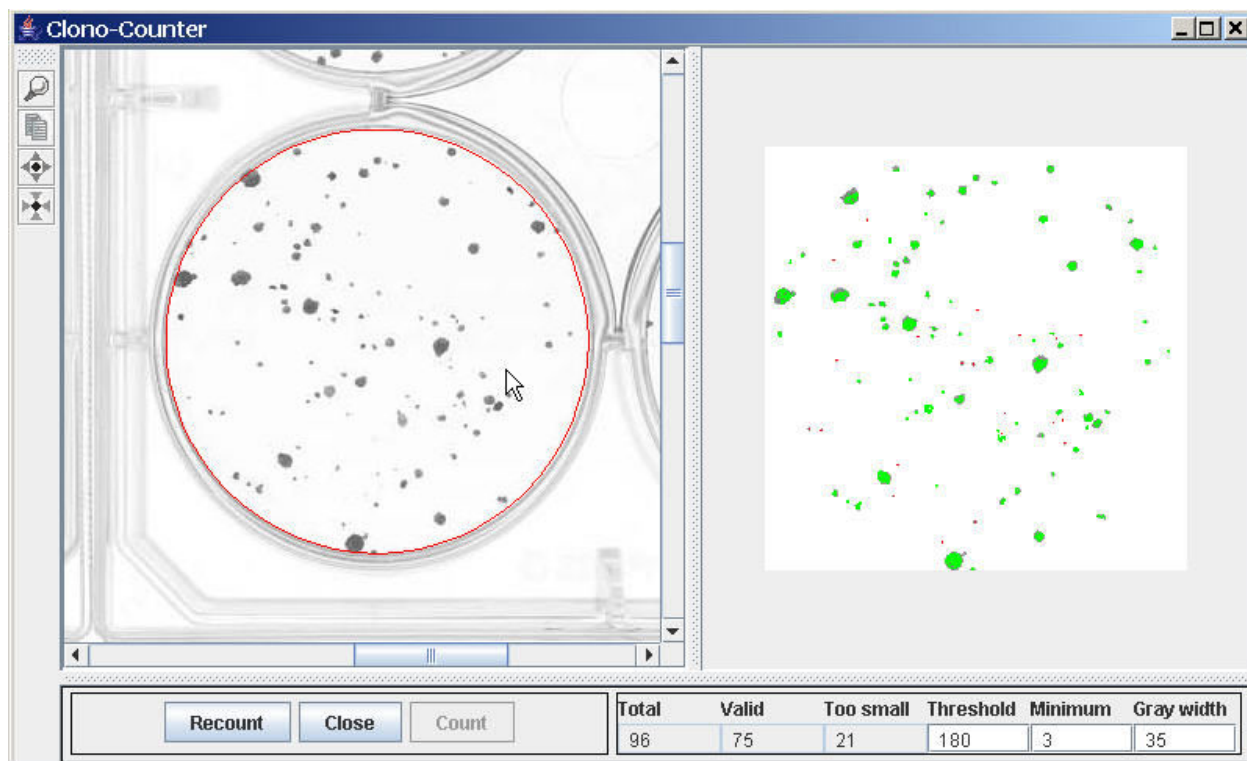 Clono-Counter
Recount Close Count
Total Valid Too small Threshold Minimum Gray width
96 75 21 180 3 35